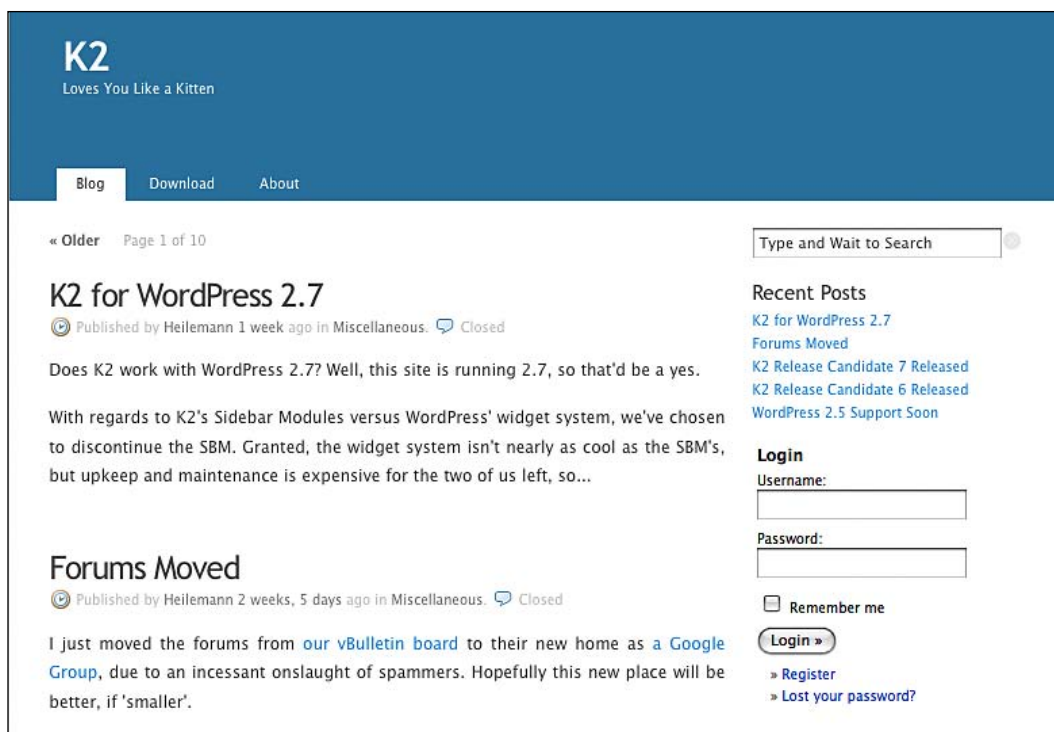 K2
Loves You Like a Kitten
Blog Download About
« Older Page 1 of 10
K2 for WordPress 2.7
Published by Heilemann 1 week ago in Miscellaneous. Closed
Does K2 work with WordPress 2.7? Well, this site is running 2.7, so that'd be a yes.
With regards to K2's Sidebar Modules versus WordPress' widget system, we've chosen
to discontinue the SBM. Granted, the widget system isn't nearly as cool as the SBM's,
but upkeep and maintenance is expensive for the two of us left, so...
Forums Moved
Published by Heilemann 2 weeks, 5 days ago in Miscellaneous. Closed
I just moved the forums from our vBulletin board to their new home as a Google
Group, due to an incessant onslaught of spammers. Hopefully this new place will be
better, if 'smaller'.
Type and Wait to Search
Recent Posts
K2 for WordPress 2.7
Forums Moved
K2 Release Candidate 7 Released
K2 Release Candidate 6 Released
WordPress 2.5 Support Soon
Login
Username:
Password:
Remember me
Login »
» Register
» Lost your password?